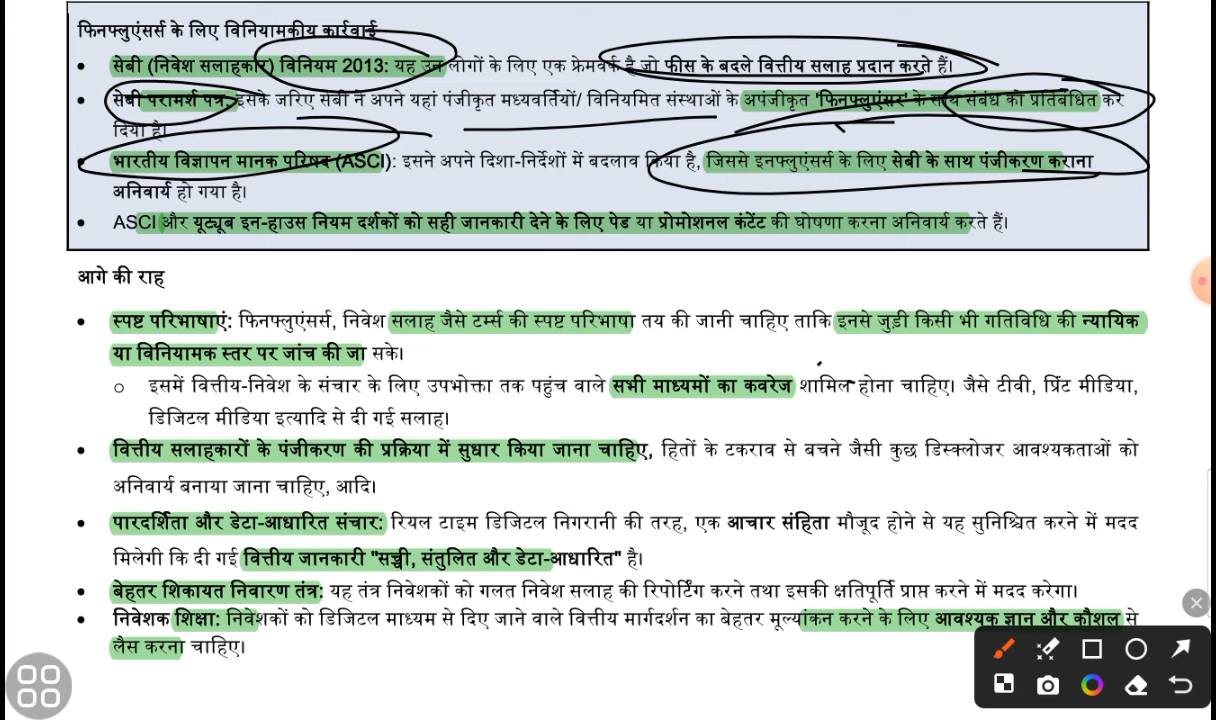 फिनफ्लुएंसर्स के लिए विनियामकीय कार्रवाई
• सेबी (निवेश सलाहकार) विनियम 2013: यह उन लोगों के लिए एक फ्रेमवर्क है जो फीस के बदले वित्तीय सलाह प्रदान करते हैं।
• सेबी परामर्श पत्र: इसके जरिए सेबी ने अपने यहां पंजीकृत मध्यवर्तियों/ विनियमित संस्थाओं के अपंजीकृत 'फिनफ्लुएंसर' के साथ संबंध को प्रतिबंधित कर
दिया है।
• भारतीय विज्ञापन मानक परिषद (ASCI): इसने अपने दिशा-निर्देशों में बदलाव किया है, जिससे इनफ्लुएंसर्स के लिए सेबी के साथ पंजीकरण कराना
अनिवार्य हो गया है।
• ASCI और यूट्यूब इन-हाउस नियम दर्शकों को सही जानकारी देने के लिए पेड या प्रोमोशनल कंटेंट की घोषणा करना अनिवार्य करते हैं।
आगे की राह
• स्पष्ट परिभाषाएं: फिनफ्लुएंसर्स, निवेश सलाह जैसे टर्म्स की स्पष्ट परिभाषा तय की जानी चाहिए ताकि इनसे जुड़ी किसी भी गतिविधि की न्यायिक
या विनियामक स्तर पर जांच की जा सके।
o इसमें वित्तीय-निवेश के संचार के लिए उपभोक्ता तक पहुंच वाले सभी माध्यमों का कवरेज शामिल होना चाहिए। जैसे टीवी, प्रिंट मीडिया,
डिजिटल मीडिया इत्यादि से दी गई सलाह।
• वित्तीय सलाहकारों के पंजीकरण की प्रक्रिया में सुधार किया जाना चाहिए, हितों के टकराव से बचने जैसी कुछ डिस्क्लोजर आवश्यकताओं को
अनिवार्य बनाया जाना चाहिए, आदि।
• पारदर्शिता और डेटा-आधारित संचार: रियल टाइम डिजिटल निगरानी की तरह, एक आचार संहिता मौजूद होने से यह सुनिश्चित करने में मदद
मिलेगी कि दी गई वित्तीय जानकारी "सच्ची, संतुलित और डेटा-आधारित" है।
• बेहतर शिकायत निवारण तंत्र: यह तंत्र निवेशकों को गलत निवेश सलाह की रिपोर्टिंग करने तथा इसकी क्षतिपूर्ति प्राप्त करने में मदद करेगा।
• निवेशक शिक्षा: निवेशकों को डिजिटल माध्यम से दिए जाने वाले वित्तीय मार्गदर्शन का बेहतर मूल्यांकन करने के लिए आवश्यक ज्ञान और कौशल से
लैस करना चाहिए।